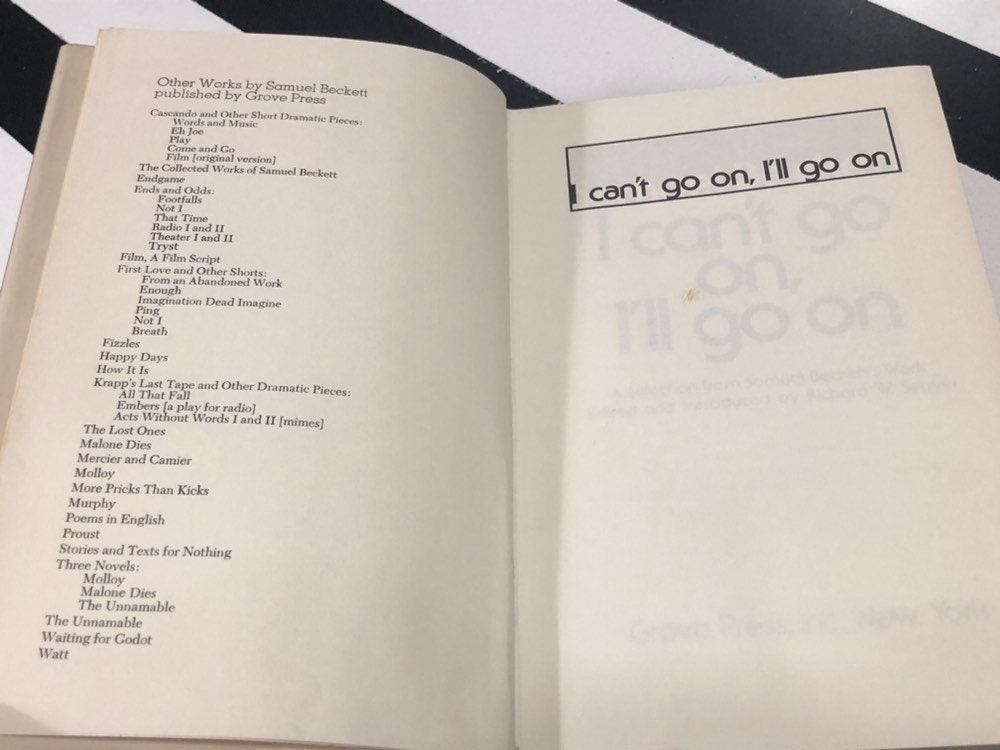 Other Works by Samuel Beckett
published by Grove Press
Cascando and Other Short Dramatic Pieces:
Words and Music
Eh Joe
Play
Come and Go
Film [original version]
The Collected Works of Samuel Beckett
Endgame
Ends and Odds:
Footfalls
Not I
That Time
Radio I and II
Theater I and II
Tryst
Film, A Film Script
First Love and Other Shorts:
From an Abandoned Work
Enough
Imagination Dead Imagine
Ping
Not I
Breath
Fizzles
Happy Days
How It Is
Krapp's Last Tape and Other Dramatic Pieces:
All That Fall
Embers [a play for radio]
Acts Without Words I and II [mimes]
The Lost Ones
Malone Dies
Mercier and Camier
Molloy
More Pricks Than Kicks
Murphy
Poems in English
Proust
Stories and Texts for Nothing
Three Novels:
Molloy
Malone Dies
The Unnamable
The Unnamable
Waiting for Godot
Watt
I can't go on, I'll go on
I can't go
on,
I'll go on
A Selection from Samuel Beckett's Work
Edited and Introduced by Richard W. Seaver
Grove Press, Inc., New York